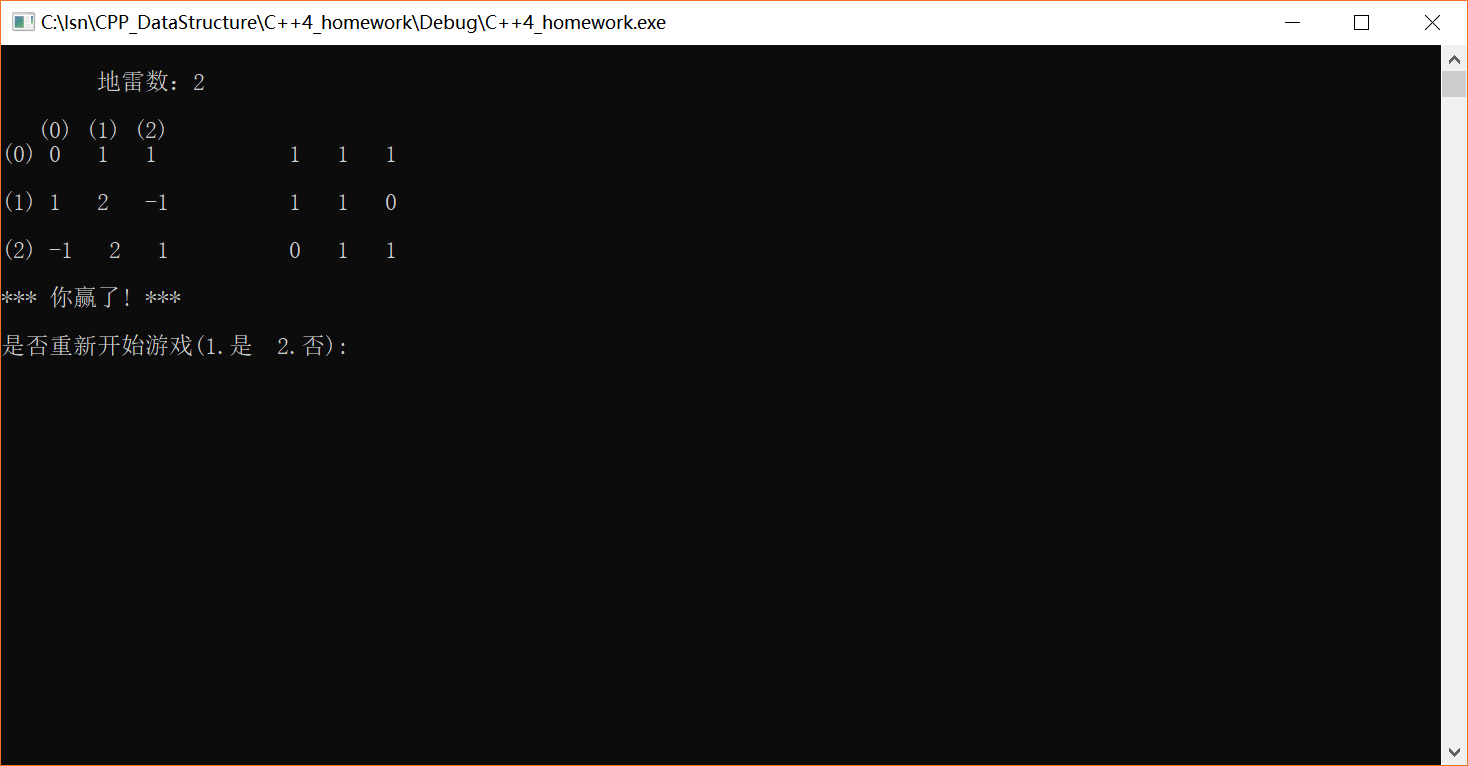 C:\lsn\CPP_DataStructure\C++4_homework\Debug\C++4_homework.exe
地雷数：2
(0) (1) (2)
(0) 0 1 1 1 1 1
(1) 1 2 -1 1 1 0
(2) -1 2 1 0 1 1
*** 你赢了！***
是否重新开始游戏(1.是 2.否):